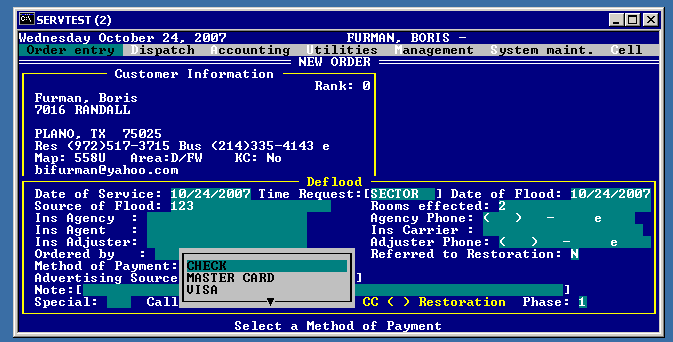 SERVTEST (2)
Wednesday October 24, 2007 FURMAN, BORIS -
Order entry Dispatch Accounting Utilities Management System maint. Cell
NEW ORDER
Customer Information
Rank: 0
Furman, Boris
7016 RANDALL
PLANO, TX 75025
Res (972)517-3715 Bus (214)335-4143 e
Map: 558U Area:D/FW KC: No
bifurman@yahoo.com
Deflood
Date of Service: 10/24/2007 Time Request:[SECTOR ] Date of Flood: 10/24/2007
Source of Flood: 123 Rooms effected: 2
Ins Agency : Agency Phone: ( ) - e
Ins Agent : Ins Carrier :
Ins Adjuster: Adjuster Phone: ( ) - e
Ordered by : Referred to Restoration: N
Method of Payment: CHECK
Advertising Source MASTER CARD ]
Note:[ VISA ]
Special: Call CC ( ) Restoration Phase: 1
Select a Method of Payment